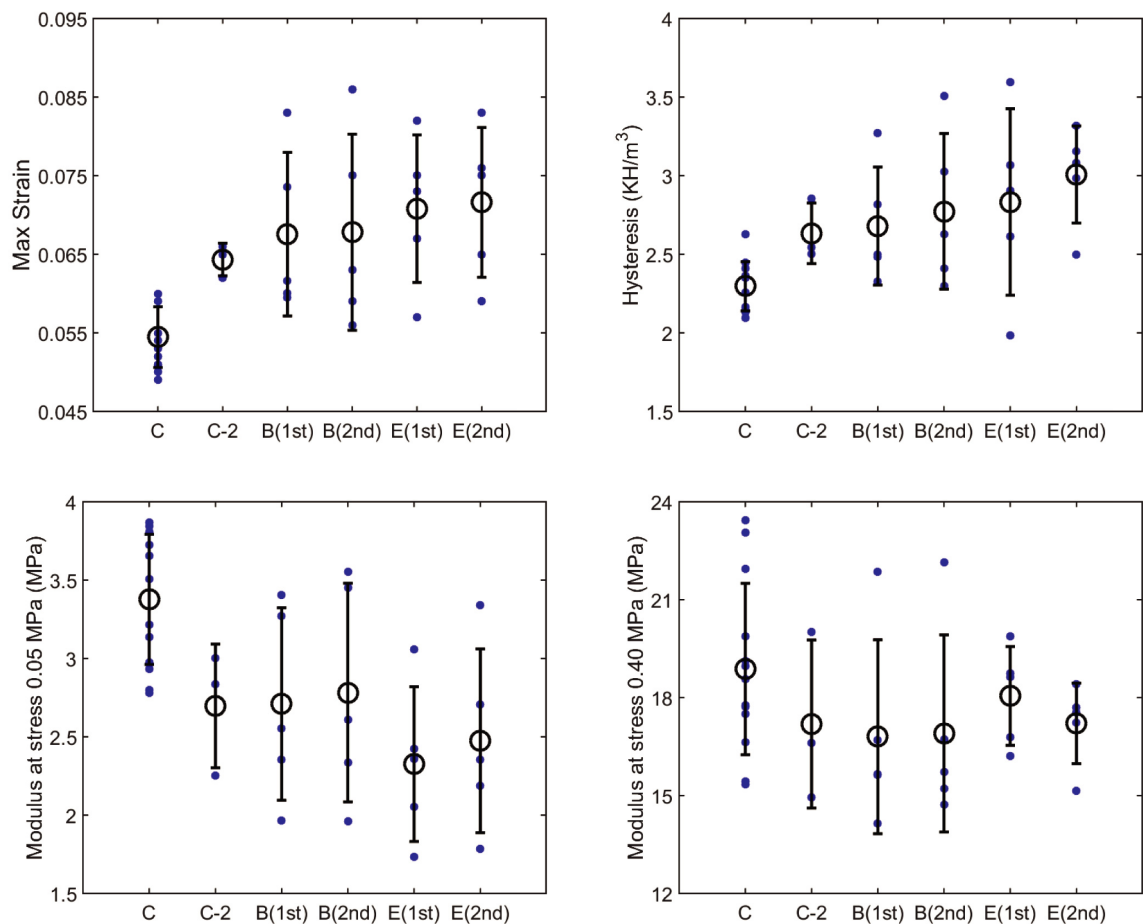 0.095
0.085
0.075
0.065
0.055
0.045
Max Strain
C C-2 B(1st) B(2nd) E(1st) E(2nd)
4
3.5
3
2.5
2
1.5
Hysteresis (KH/m³)
C C-2 B(1st) B(2nd) E(1st) E(2nd)
4
3.5
3
2.5
2
1.5
Modulus at stress 0.05 MPa (MPa)
C C-2 B(1st) B(2nd) E(1st) E(2nd)
24
21
18
15
12
Modulus at stress 0.40 MPa (MPa)
C C-2 B(1st) B(2nd) E(1st) E(2nd)